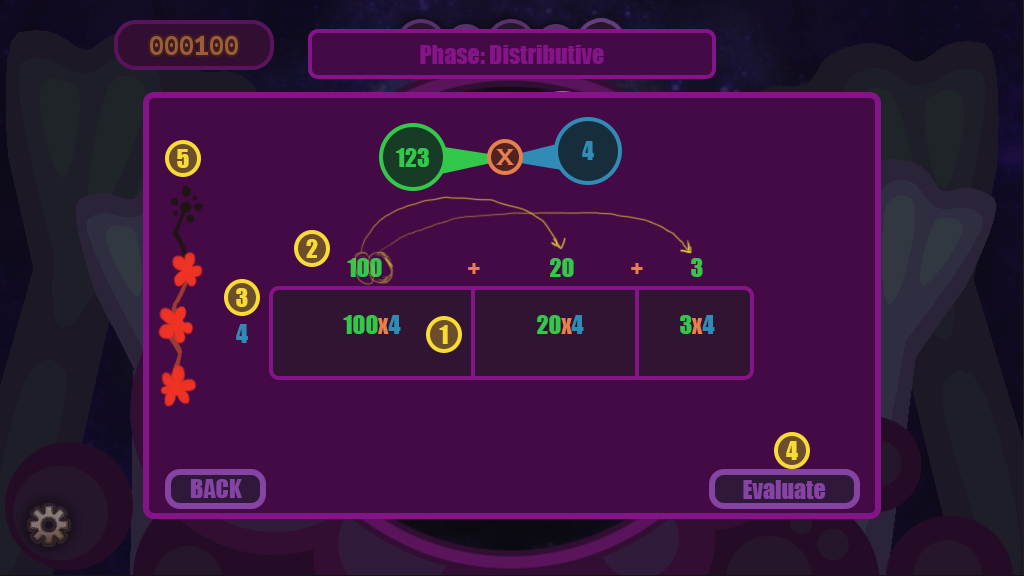 000100
Phase: Distributive
123 X 4
5
2
100 + 20 + 3
3
4
100x4 20x4 3x4
1
4
BACK
Evaluate